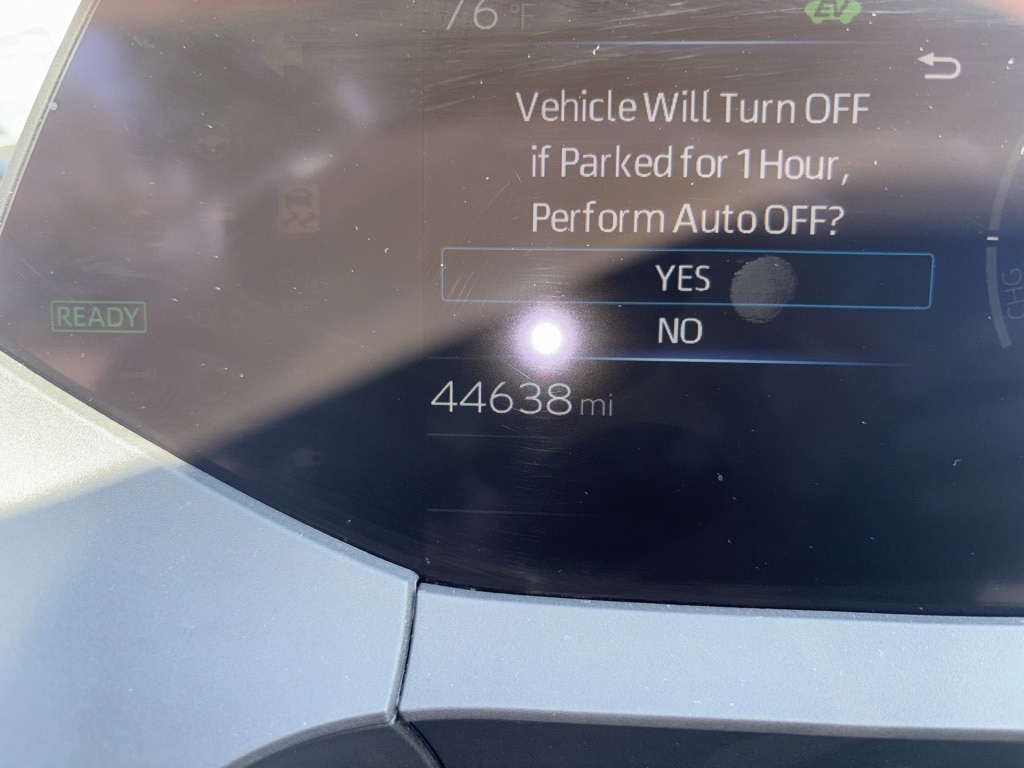 76 °F
EV
Vehicle Will Turn OFF
if Parked for 1 Hour,
Perform Auto OFF?
YES
NO
READY
CHG
44638 mi